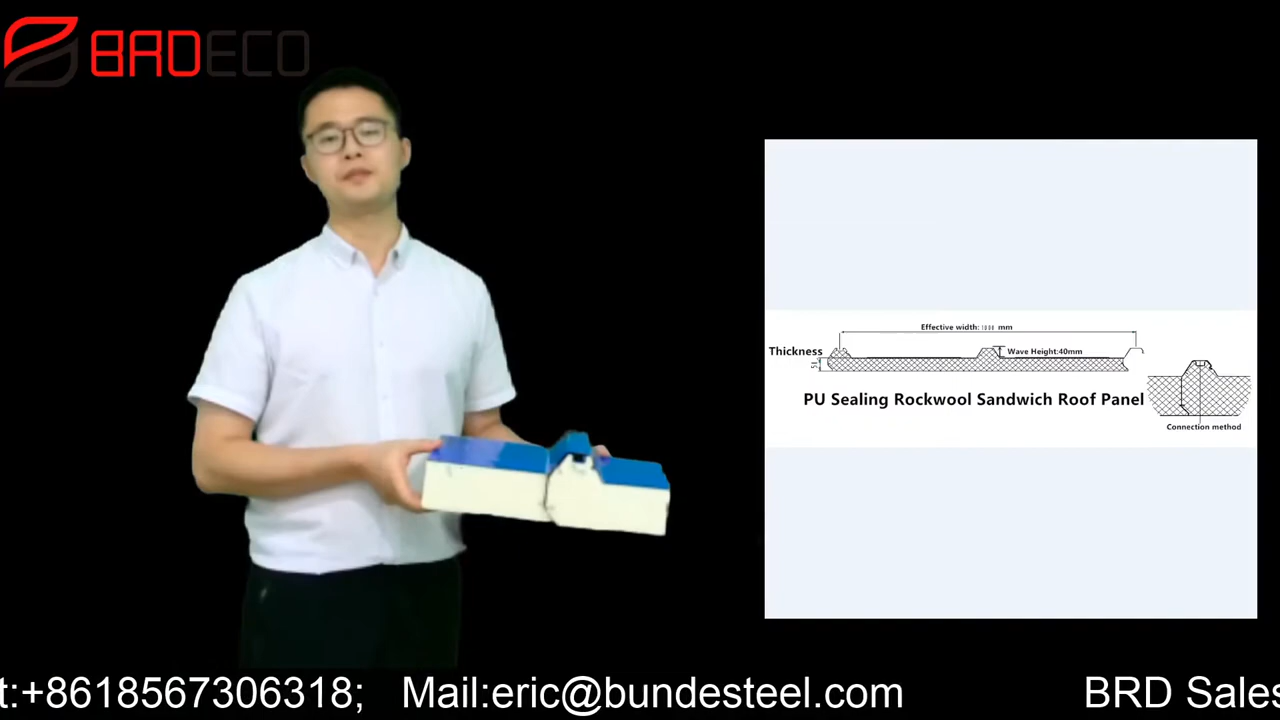 BRDECO
Effective width: 1000 mm
Thickness
Wave Height:40mm
PU Sealing Rockwool Sandwich Roof Panel
Connection method
t:+8618567306318; Mail:eric@bundesteel.com BRD Sales